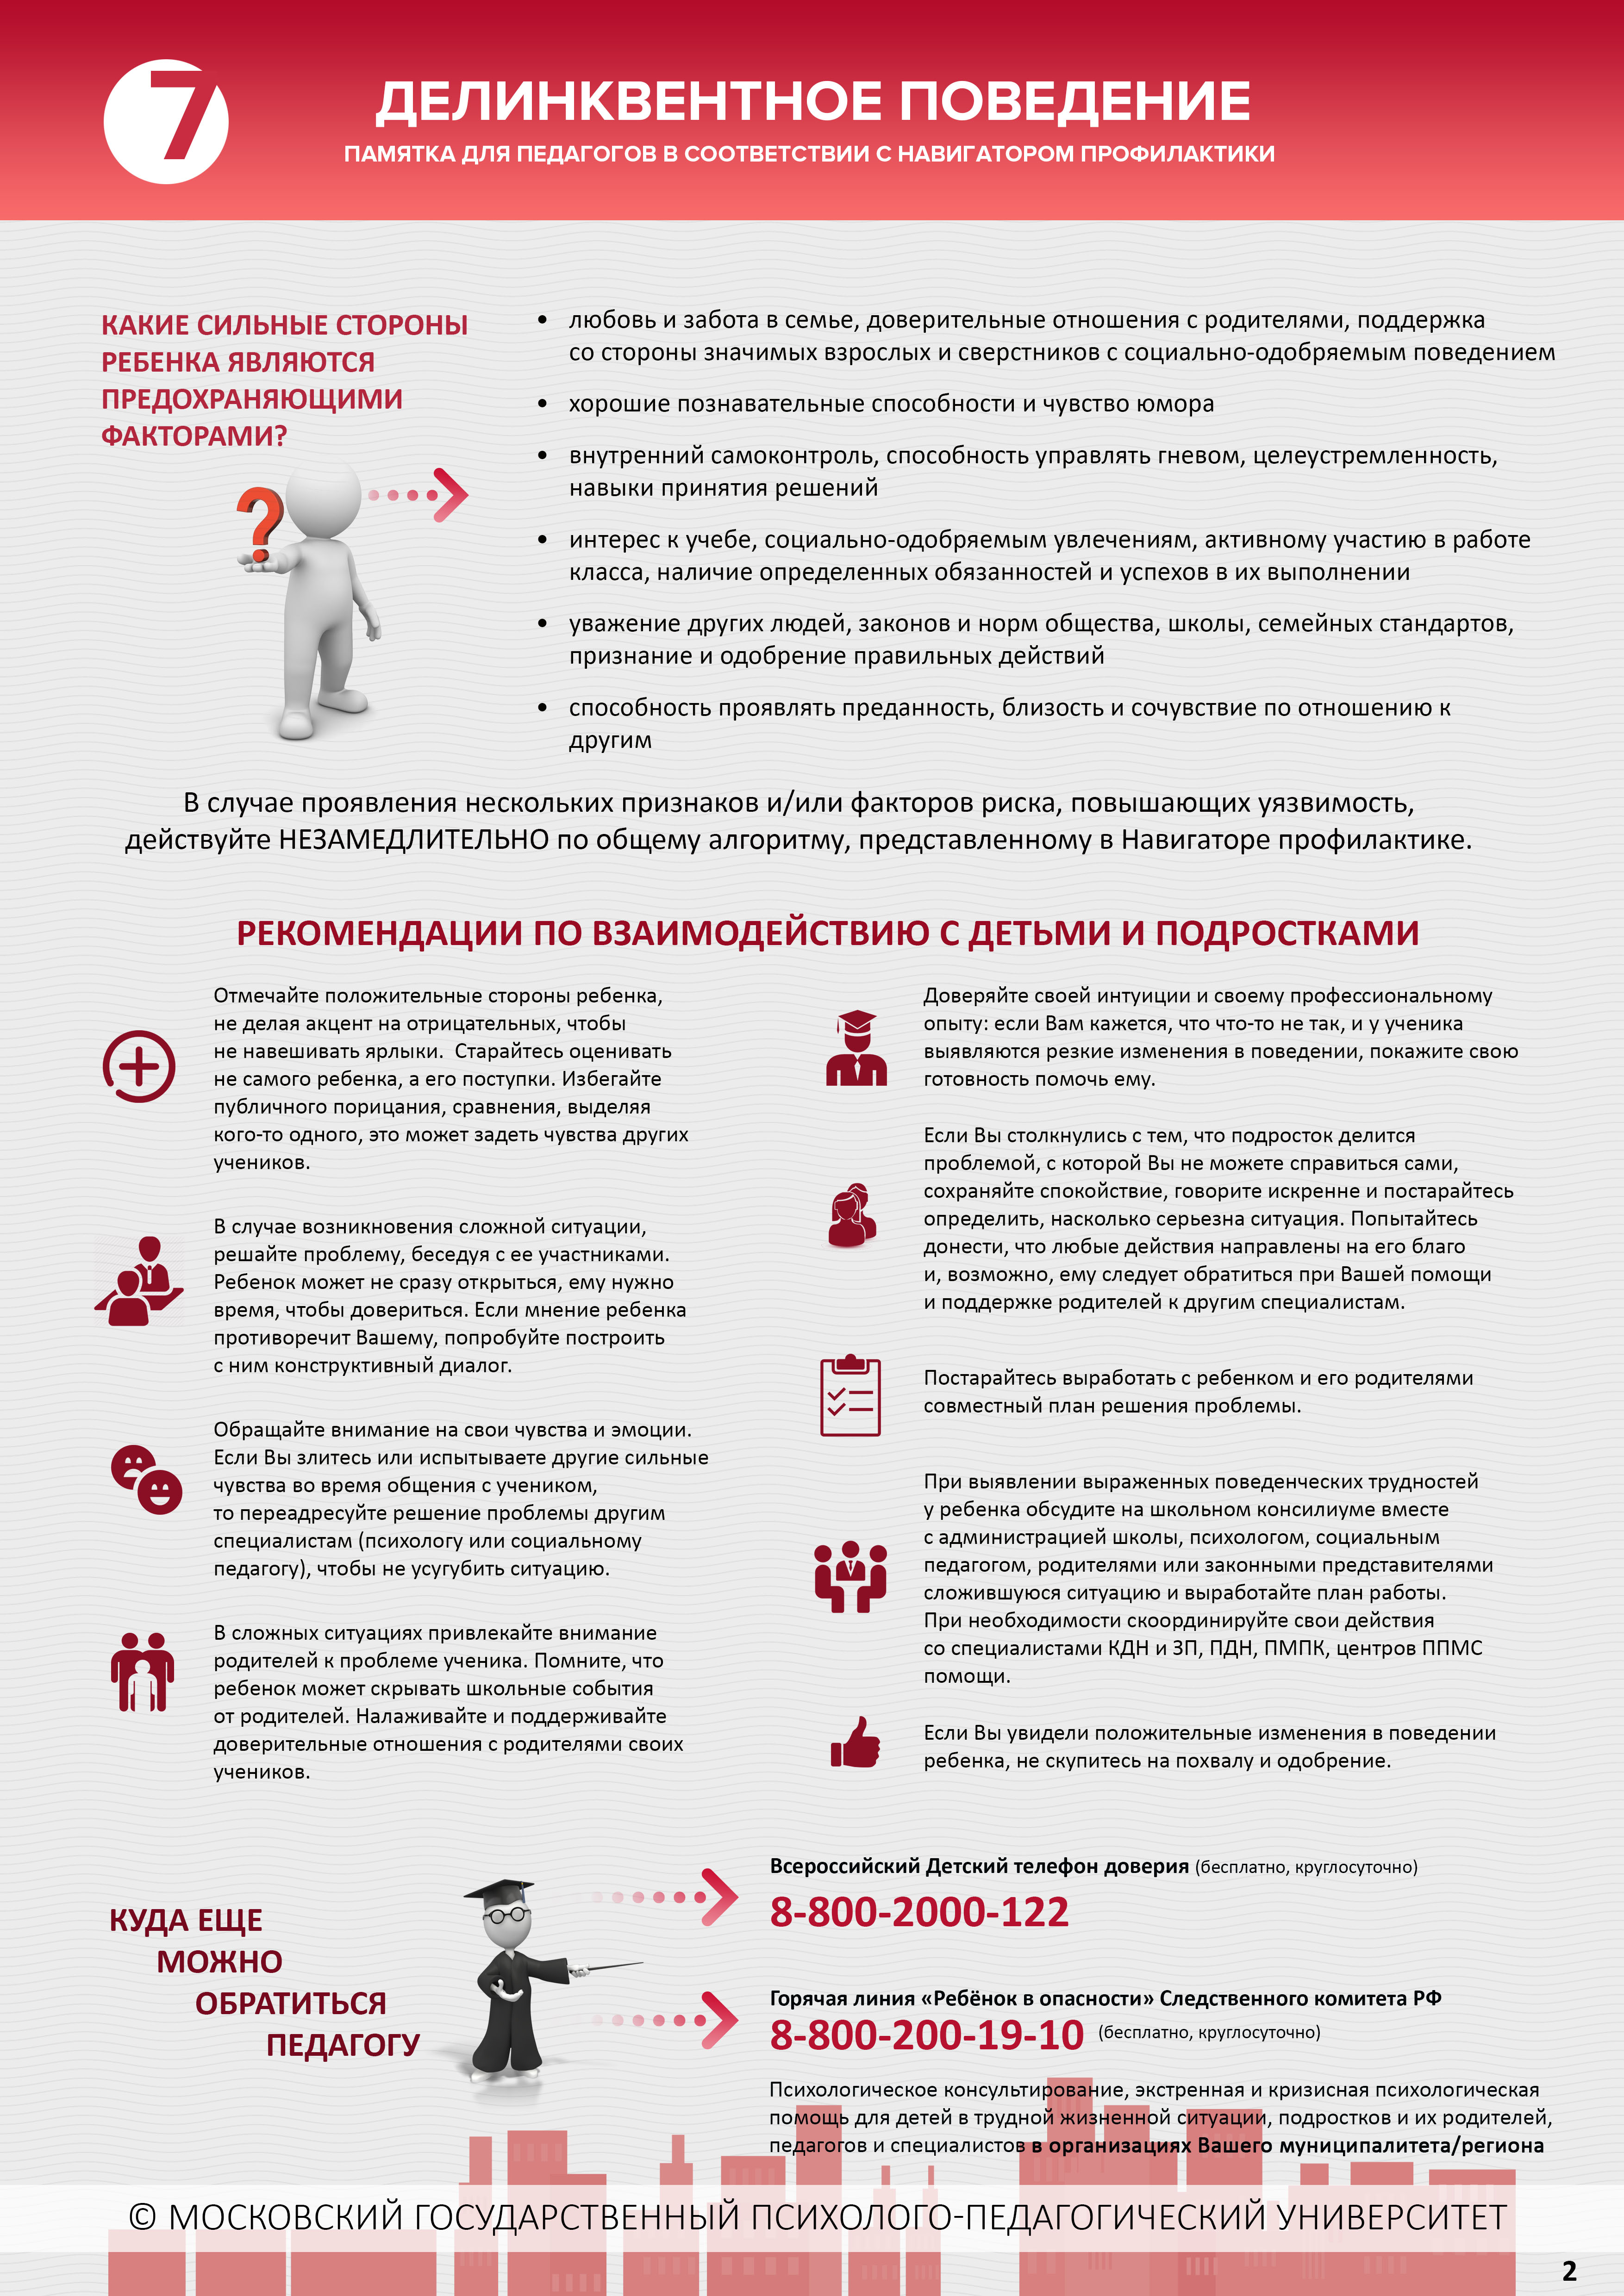 7
ДЕЛИНКВЕНТНОЕ ПОВЕДЕНИЕ
ПАМЯТКА ДЛЯ ПЕДАГОГОВ В СООТВЕТСТВИИ С НАВИГАТОРОМ ПРОФИЛАКТИКИ
КАКИЕ СИЛЬНЫЕ СТОРОНЫ
РЕБЕНКА ЯВЛЯЮТСЯ
ПРЕДОХРАНЯЮЩИМИ
ФАКТОРАМИ?
?
• любовь и забота в семье, доверительные отношения с родителями, поддержка
со стороны значимых взрослых и сверстников с социально-одобряемым поведением
• хорошие познавательные способности и чувство юмора
• внутренний самоконтроль, способность управлять гневом, целеустремленность,
навыки принятия решений
• интерес к учебе, социально-одобряемым увлечениям, активному участию в работе
класса, наличие определенных обязанностей и успехов в их выполнении
• уважение других людей, законов и норм общества, школы, семейных стандартов,
признание и одобрение правильных действий
• способность проявлять преданность, близость и сочувствие по отношению к
другим
В случае проявления нескольких признаков и/или факторов риска, повышающих уязвимость,
действуйте НЕЗАМЕДЛИТЕЛЬНО по общему алгоритму, представленному в Навигаторе профилактике.
РЕКОМЕНДАЦИИ ПО ВЗАИМОДЕЙСТВИЮ С ДЕТЬМИ И ПОДРОСТКАМИ
Отмечайте положительные стороны ребенка,
не делая акцент на отрицательных, чтобы
не навешивать ярлыки.  Старайтесь оценивать
не самого ребенка, а его поступки. Избегайте
публичного порицания, сравнения, выделяя
кого-то одного, это может задеть чувства других
учеников.
В случае возникновения сложной ситуации,
решайте проблему, беседуя с ее участниками.
Ребенок может не сразу открыться, ему нужно
время, чтобы довериться. Если мнение ребенка
противоречит Вашему, попробуйте построить
с ним конструктивный диалог.
Обращайте внимание на свои чувства и эмоции.
Если Вы злитесь или испытываете другие сильные
чувства во время общения с учеником,
то переадресуйте решение проблемы другим
специалистам (психологу или социальному
педагогу), чтобы не усугубить ситуацию.
В сложных ситуациях привлекайте внимание
родителей к проблеме ученика. Помните, что
ребенок может скрывать школьные события
от родителей. Налаживайте и поддерживайте
доверительные отношения с родителями своих
учеников.
Доверяйте своей интуиции и своему профессиональному
опыту: если Вам кажется, что что-то не так, и у ученика
выявляются резкие изменения в поведении, покажите свою
готовность помочь ему.
Если Вы столкнулись с тем, что подросток делится
проблемой, с которой Вы не можете справиться сами,
сохраняйте спокойствие, говорите искренне и постарайтесь
определить, насколько серьезна ситуация. Попытайтесь
донести, что любые действия направлены на его благо
и, возможно, ему следует обратиться при Вашей помощи
и поддержке родителей к другим специалистам.
Постарайтесь выработать с ребенком и его родителями
совместный план решения проблемы.
При выявлении выраженных поведенческих трудностей
у ребенка обсудите на школьном консилиуме вместе
с администрацией школы, психологом, социальным
педагогом, родителями или законными представителями
сложившуюся ситуацию и выработайте план работы.
При необходимости скоординируйте свои действия
со специалистами КДН и ЗП, ПДН, ПМПК, центров ППМС
помощи.
Если Вы увидели положительные изменения в поведении
ребенка, не скупитесь на похвалу и одобрение.
КУДА ЕЩЕ
МОЖНО
ОБРАТИТЬСЯ
ПЕДАГОГУ
Всероссийский Детский телефон доверия (бесплатно, круглосуточно)
8-800-2000-122
Горячая линия «Ребёнок в опасности» Следственного комитета РФ
8-800-200-19-10 (бесплатно, круглосуточно)
Психологическое консультирование, экстренная и кризисная психологическая
помощь для детей в трудной жизненной ситуации, подростков и их родителей,
педагогов и специалистов в организациях Вашего муниципалитета/региона
© МОСКОВСКИЙ ГОСУДАРСТВЕННЫЙ ПСИХОЛОГО-ПЕДАГОГИЧЕСКИЙ УНИВЕРСИТЕТ
2